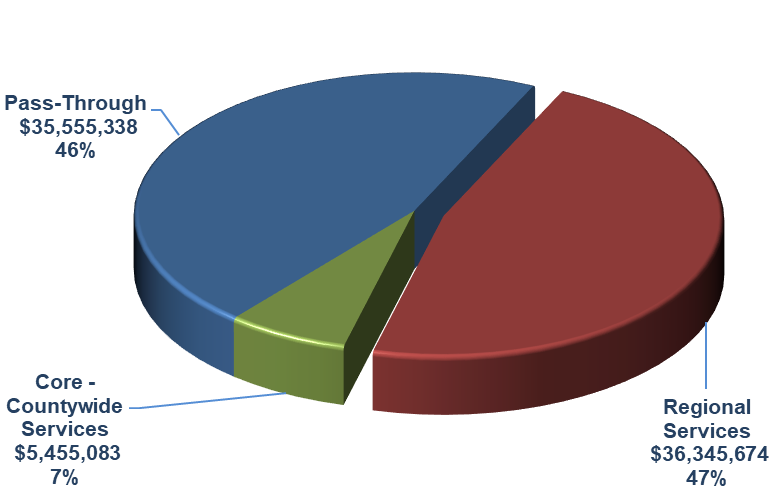 Pass-Through
$35,555,338
46%
Core -
Countywide
Services
$5,455,083
7%
Regional
Services
$36,345,674
47%